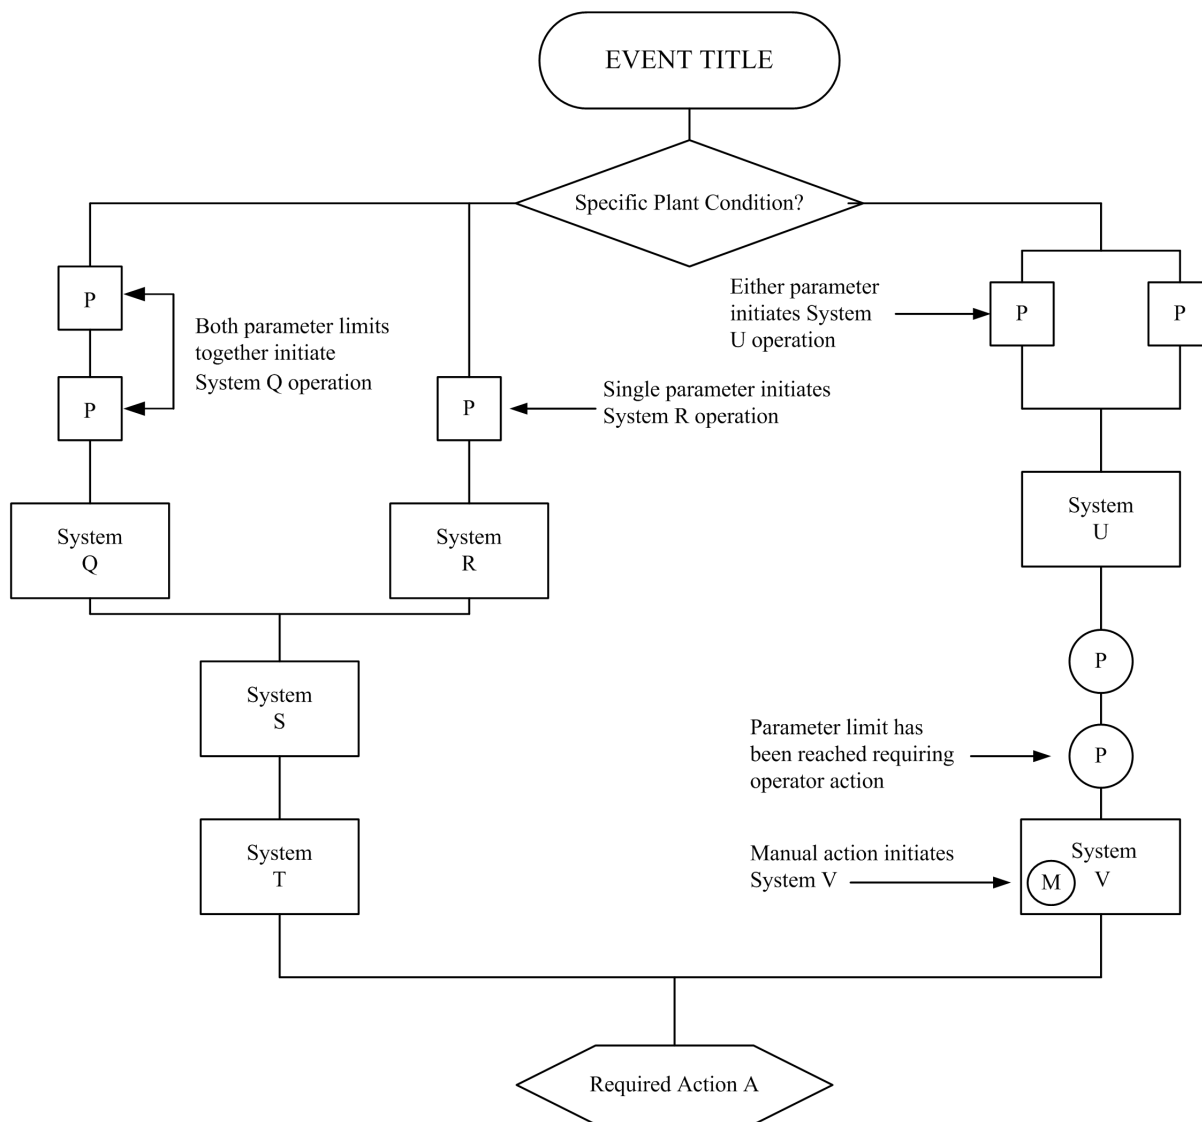 EVENT TITLE
Specific Plant Condition?
P
Both parameter limits
together initiate
System Q operation
P
P
Single parameter initiates
System R operation
Either parameter
initiates System
U operation
P
P
System
Q
System
R
System
U
System
S
P
Parameter limit has
been reached requiring
operator action
P
System
T
Manual action initiates
System V
System
V
M
Required Action A